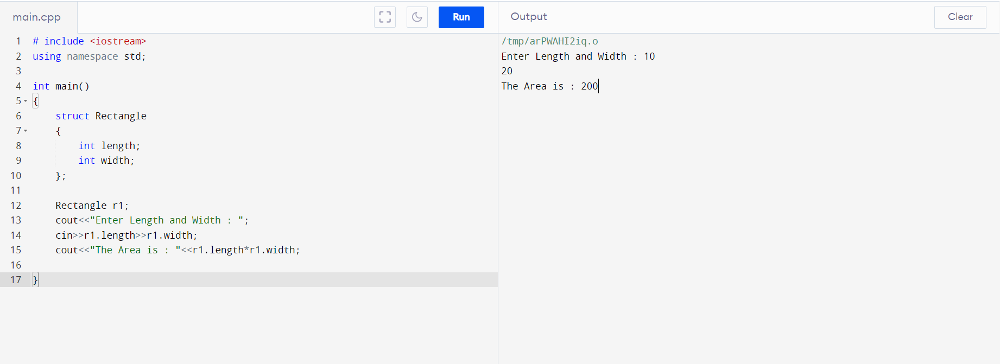 main.cpp
Run
Output
Clear
1 # include <iostream>
2 using namespace std;
3
4 int main()
5 {
6     struct Rectangle
7     {
8         int length;
9         int width;
10     };
11
12     Rectangle r1;
13     cout<<"Enter Length and Width : ";
14     cin>>r1.length>>r1.width;
15     cout<<"The Area is : "<<r1.length*r1.width;
16
17 }
/tmp/arPWAHI2iq.o
Enter Length and Width : 10
20
The Area is : 200